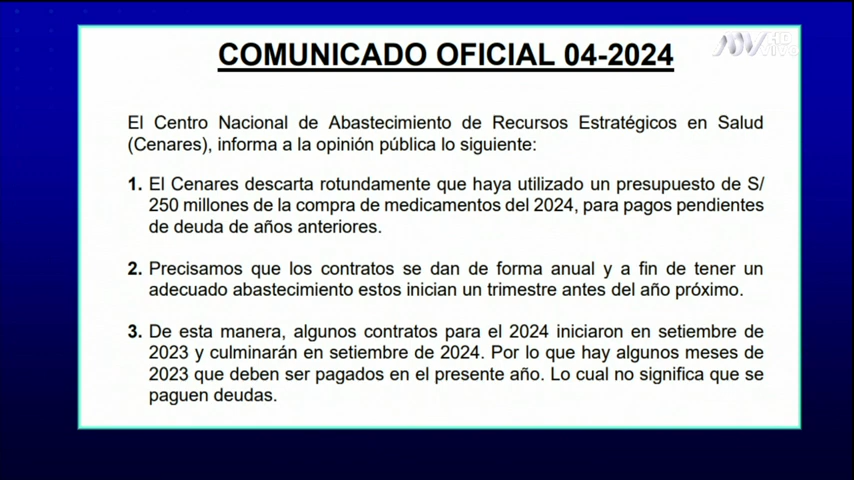 COMUNICADO OFICIAL 04-2024
HD
VIVO
El Centro Nacional de Abastecimiento de Recursos Estratégicos en Salud
(Cenares), informa a la opinión pública lo siguiente:
1. El Cenares descarta rotundamente que haya utilizado un presupuesto de S/
250 millones de la compra de medicamentos del 2024, para pagos pendientes
de deuda de años anteriores.
2. Precisamos que los contratos se dan de forma anual y a fin de tener un
adecuado abastecimiento estos inician un trimestre antes del año próximo.
3. De esta manera, algunos contratos para el 2024 iniciaron en setiembre de
2023 y culminarán en setiembre de 2024. Por lo que hay algunos meses de
2023 que deben ser pagados en el presente año. Lo cual no significa que se
paguen deudas.